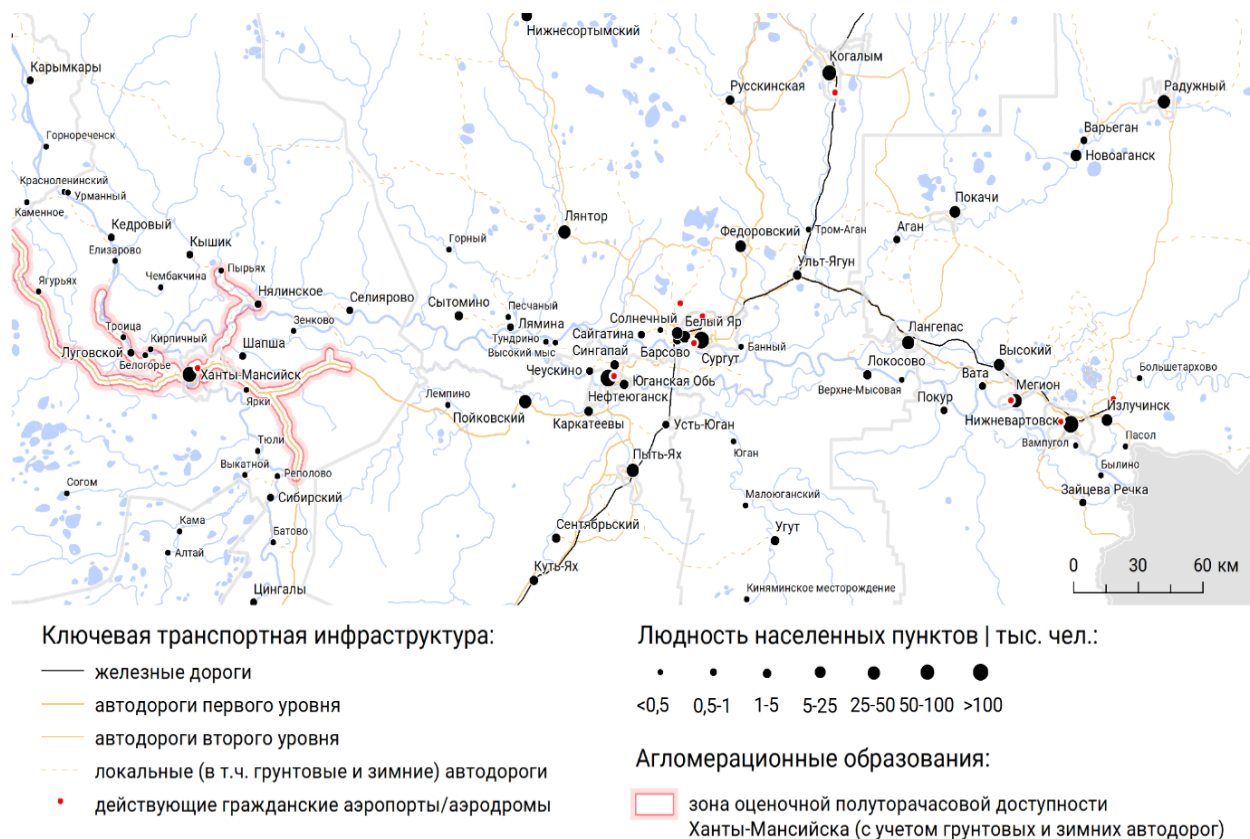 Нижнесортымский
Карымкары
Когалым
Русскинская
Радужный
Горнореченск
Варьеган
Новоаганск
Красноленинский
Урманный
Каменное
Кедровый
Елизарово
Кышик
Лянтор
Горный
Федоровский
Тром-Аган
Покачи
Аган
Ягурьях
Чембакчина
Пырьях
Нялинское
Селиярово
Ульт-Ягун
Сытомино
Песчаный
Лямина
Солнечный
Белый Яр
Троица
Кирпичный
Зенково
Тундрино
Сайгатина
Лангепас
Луговской
Белогорье
Шапша
Высокий мыс
Сингапай
Барсово
Сургут
Банный
Высокий
Ханты-Мансийск
Чеускино
Юганская Обь
Локосово
Верхне-Мысовая
Вата
Большетархово
Ярки
Лемпино
Нефтеюганск
Мегион
Пойковский
Каркатеевы
Усть-Юган
Покур
Нижневартовск
Излучинск
Тюли
Юган
Вампугол
Пасол
Выкатной
Реполово
Пыть-Ях
Былино
Согом
Сибирский
Малоюганский
Зайцева Речка
Кама
Батово
Сентябрьский
Угут
Алтай
Куть-Ях
Цингалы
Киняминское месторождение
0 30 60 км
Ключевая транспортная инфраструктура:
железные дороги
автодороги первого уровня
автодороги второго уровня
локальные (в т.ч. грунтовые и зимние) автодороги
действующие гражданские аэропорты/аэродромы
Людность населенных пунктов | тыс. чел.:
<0,5 0,5-1 1-5 5-25 25-50 50-100 >100
Агломерационные образования:
зона оценочной полуторачасовой доступности
Ханты-Мансийска (с учетом грунтовых и зимних автодорог)